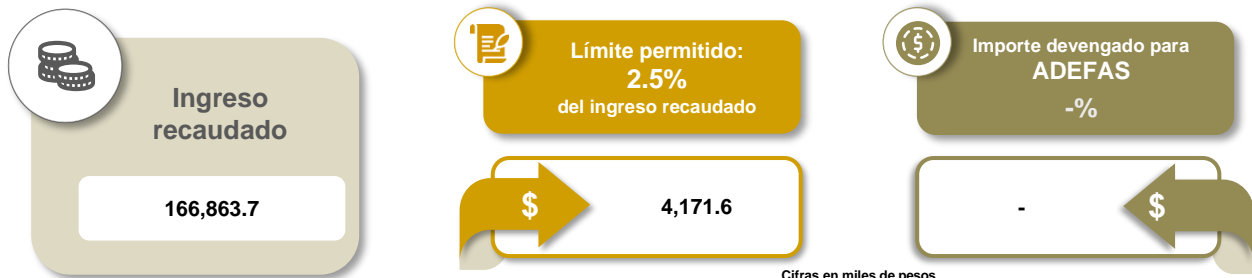 Ingreso
recaudado
166,863.7
Límite permitido:
2.5%
del ingreso recaudado
$
4,171.6
Importe devengado para
ADEFAS
-%
-
$
Cifras en miles de pesos